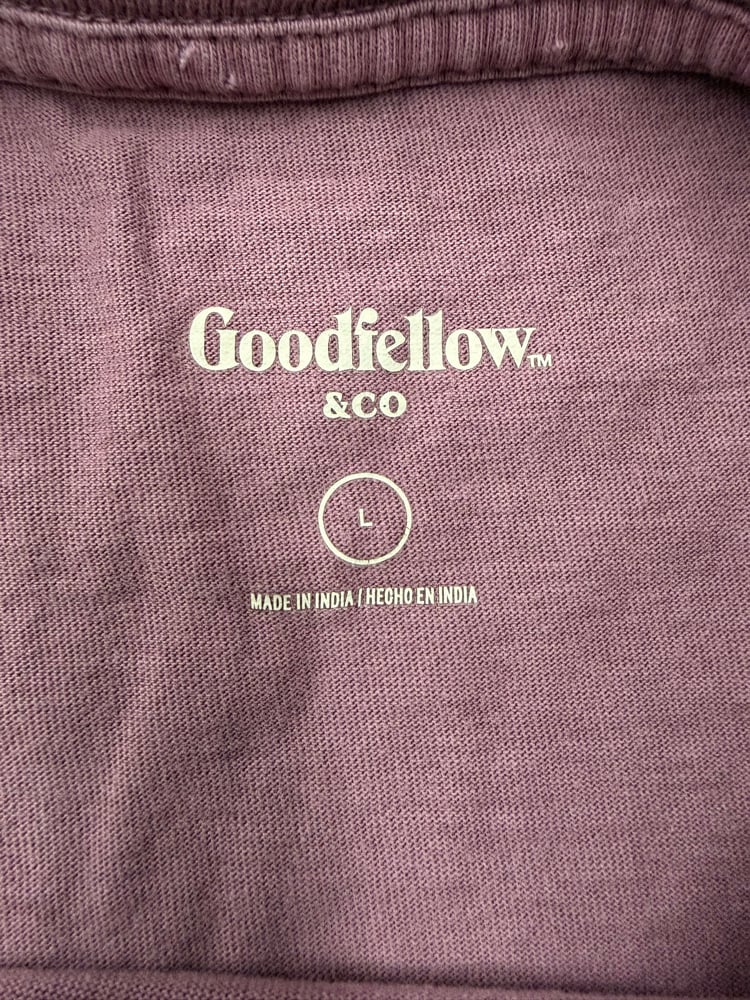 Goodfellow™
&CO
L
MADE IN INDIA / HECHO EN INDIA